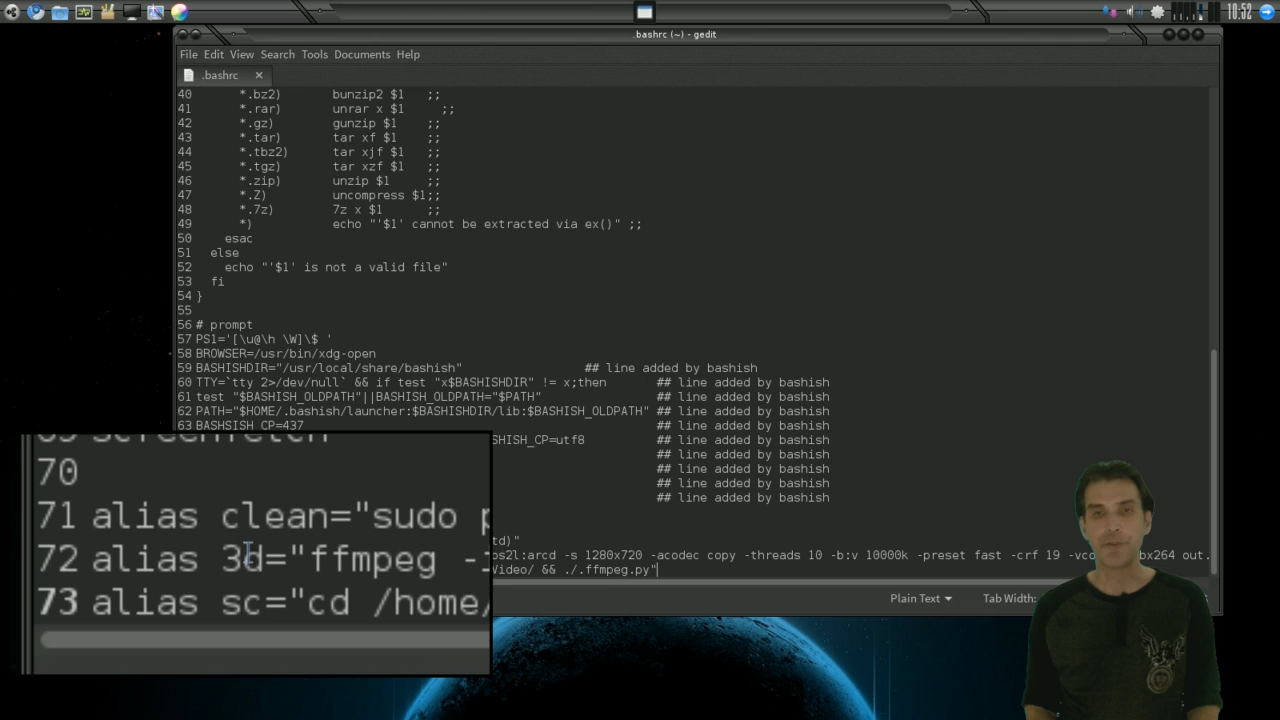 10:52
.bashrc (~) - gedit
File Edit View Search Tools Documents Help
.bashrc
40 *.bz2) bunzip2 $1 ;;
41 *.rar) unrar x $1 ;;
42 *.gz) gunzip $1 ;;
43 *.tar) tar xf $1 ;;
44 *.tbz2) tar xjf $1 ;;
45 *.tgz) tar xzf $1 ;;
46 *.zip) unzip $1 ;;
47 *.Z) uncompress $1;;
48 *.7z) 7z x $1 ;;
49 *) echo "'$1' cannot be extracted via ex()" ;;
50 esac
51 else
52 echo "'$1' is not a valid file"
53 fi
54 }
55
56 # prompt
57 PS1='[\u@\h \W]\$ '
58 BROWSER=/usr/bin/xdg-open
59 BASHISHDIR="/usr/local/share/bashish" ## line added by bashish
60 TTY=`tty 2>/dev/null` && if test "x$BASHISHDIR" != x;then ## line added by bashish
61 test "$BASHISH_OLDPATH"||BASHISH_OLDPATH="$PATH" ## line added by bashish
62 PATH="$HOME/.bashish/launcher:$BASHISHDIR/lib:$BASHISH_OLDPATH" ## line added by bashish
63 BASHSISH_CP=437 ## line added by bashish
SHISH_CP=utf8 ## line added by bashish
## line added by bashish
## line added by bashish
## line added by bashish
## line added by bashish
td)"
os2l:arcd -s 1280x720 -acodec copy -threads 10 -b:v 10000k -preset fast -crf 19 -vco bx264 out.
Video/ && ./.ffmpeg.py"
69 screenfetch
70
71 alias clean="sudo p
72 alias 3d="ffmpeg -i
73 alias sc="cd /home/
Plain Text Tab Width: